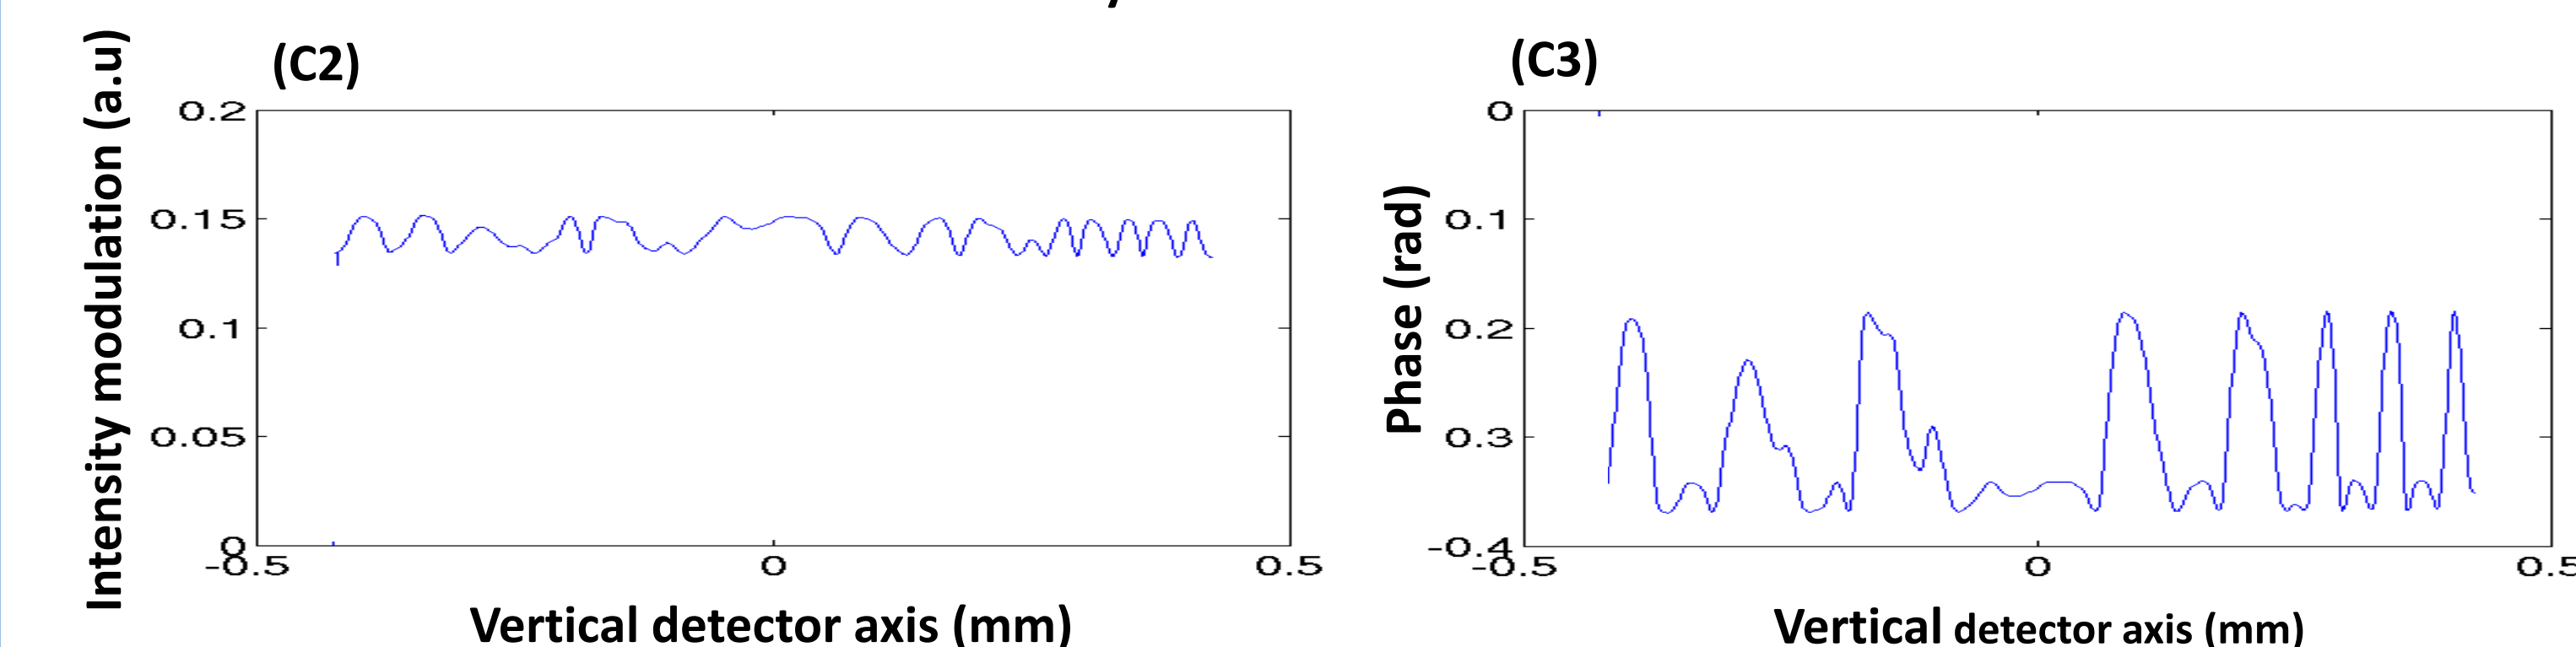 (C2)
Intensity modulation (a.u)
0.2
0.15
0.1
0.05
0
-0.5 0 0.5
Vertical detector axis (mm)
(C3)
Phase (rad)
0
0.1
0.2
0.3
-0.4
-0.5 0 0.5
Vertical detector axis (mm)